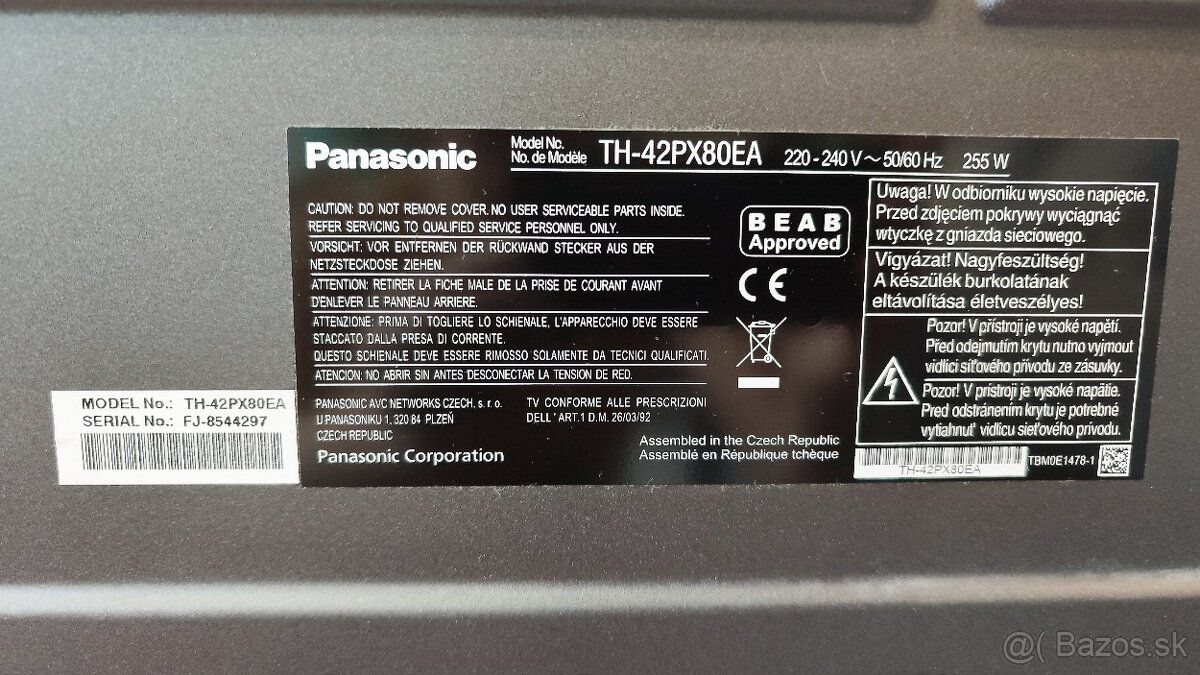 Panasonic
Model No.
No. de Modèle
TH-42PX80EA
220 - 240 V ~ 50/60 Hz
255 W
CAUTION: DO NOT REMOVE COVER. NO USER SERVICEABLE PARTS INSIDE.
REFER SERVICING TO QUALIFIED SERVICE PERSONNEL ONLY.
VORSICHT: VOR ENTFERNEN DER RÜCKWAND STECKER AUS DER
NETZSTECKDOSE ZIEHEN.
ATTENTION: RETIRER LA FICHE MALE DE LA PRISE DE COURANT AVANT
D'ENLEVER LE PANNEAU ARRIERE.
ATTENZIONE: PRIMA DI TOGLIERE LO SCHIENALE, L'APPARECCHIO DEVE ESSERE
STACCATO DALLA PRESA DI CORRENTE.
QUESTO SCHIENALE DEVE ESSERE RIMOSSO SOLAMENTE DA TECNICI QUALIFICATI.
ATENCION: NO ABRIR SIN ANTES DESCONECTAR LA TENSION DE RED.
PANASONIC AVC NETWORKS CZECH, s. r. o.
U PANASONIKU 1, 320 84 PLZEŇ
CZECH REPUBLIC
TV CONFORME ALLE PRESCRIZIONI
DELL' ART.1 D.M. 26/03/92
Panasonic Corporation
BEAB
Approved
CE
Assembled in the Czech Republic
Assemblé en République tchèque
Uwaga! W odbiorniku wysokie napięcie.
Przed zdjęciem pokrywy wyciągnąć
wtyczkę z gniazda sieciowego.
Vigyázat! Nagyfeszültség!
A készülék burkolatának
eltávolítása életveszélyes!
Pozor! V přístroji je vysoké napětí.
Před odejmutím krytu nutno vyjmout
vidlici síťového přívodu ze zásuvky.
Pozor! V prístroji je vysoké napätie.
Pred odstránením krytu je potrebné
vytiahnuť vidlicu sieťového prívodu.
TH-42PX80EA
TBM0E1478-1
MODEL No.: TH-42PX80EA
SERIAL No.: FJ-8544297
@( Bazos.sk